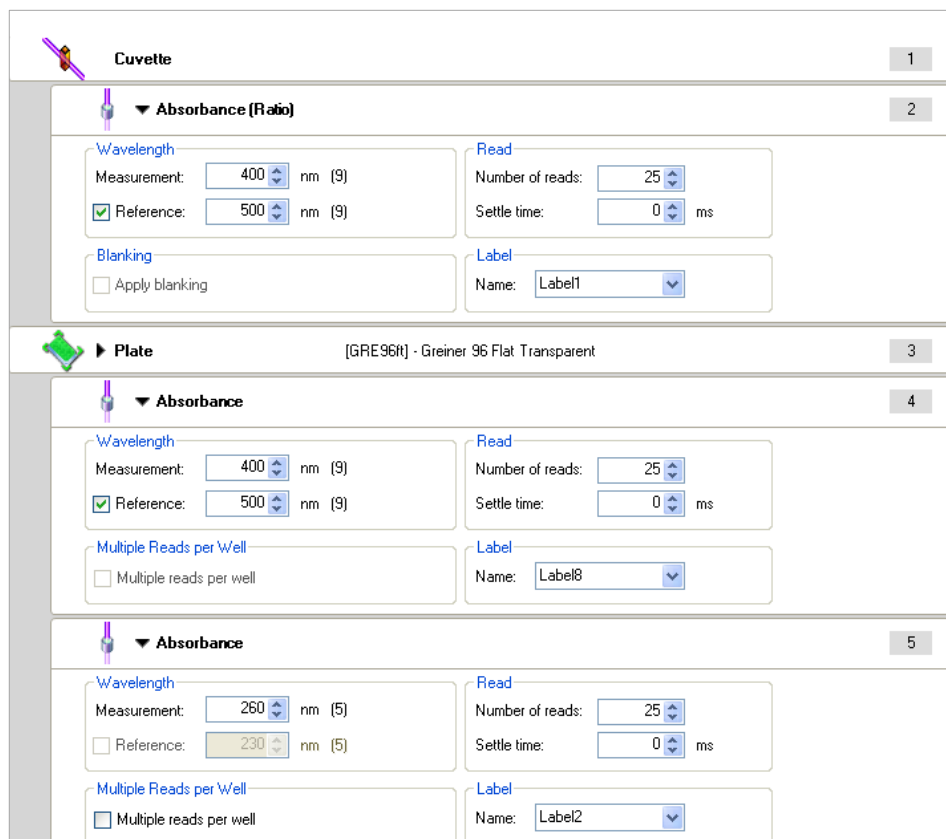 Cuvette 1
Absorbance (Ratio) 2
Wavelength Read
Measurement: 400 nm (9) Number of reads: 25
Reference: 500 nm (9) Settle time: 0 ms
Blanking Label
Apply blanking Name: Label1
Plate [GRE96ft] - Greiner 96 Flat Transparent 3
Absorbance 4
Wavelength Read
Measurement: 400 nm (9) Number of reads: 25
Reference: 500 nm (9) Settle time: 0 ms
Multiple Reads per Well Label
Multiple reads per well Name: Label8
Absorbance 5
Wavelength Read
Measurement: 260 nm (5) Number of reads: 25
Reference: 230 nm (5) Settle time: 0 ms
Multiple Reads per Well Label
Multiple reads per well Name: Label2